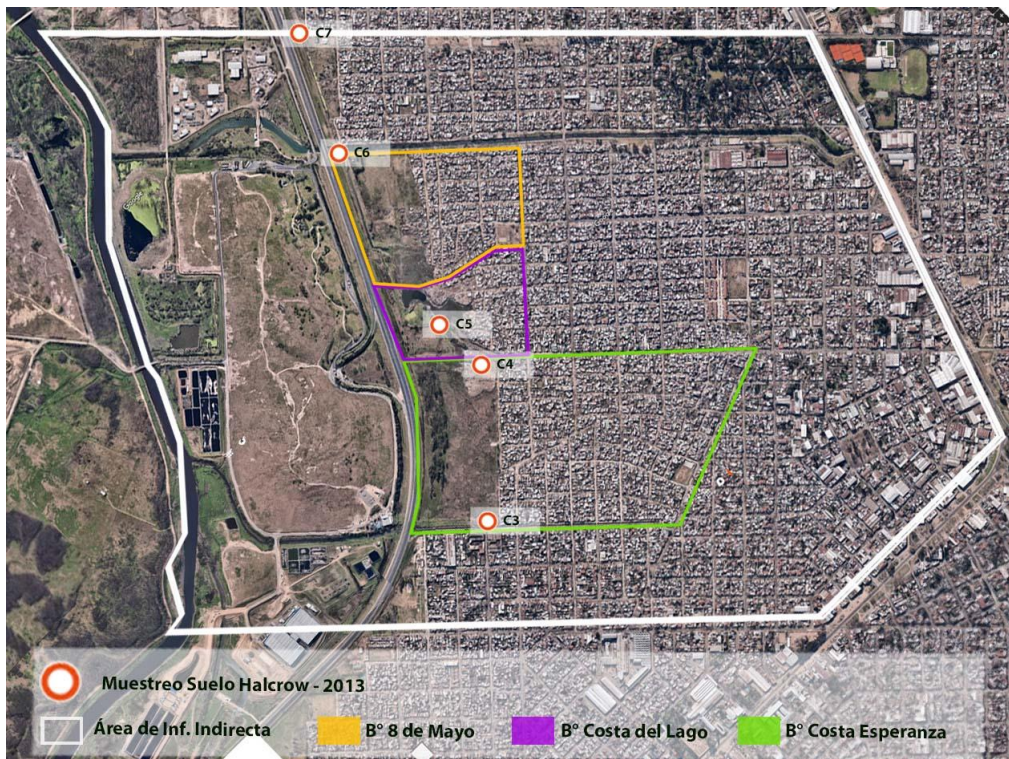 C7
C6
C5
C4
C3
Muestreo Suelo Halcrow - 2013
Área de Inf. Indirecta
B° 8 de Mayo
B° Costa del Lago
B° Costa Esperanza